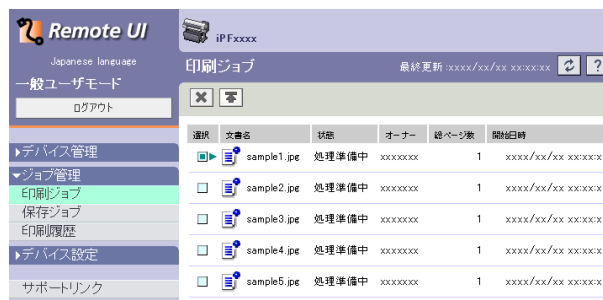 Remote UI
iPFxxxx
Japanese language
一般ユーザモード
ログアウト
印刷ジョブ
最終更新:xxxx/xx/xx xx:xx:xx
?
選択 文書名 状態 オーナー 総ページ数 開始日時
sample1.jpg 処理準備中 xxxxxxx 1 xxxx/xx/xx xx:xx:x
sample2.jpg 処理準備中 xxxxxxx 1 xxxx/xx/xx xx:xx:x
sample3.jpg 処理準備中 xxxxxxx 1 xxxx/xx/xx xx:xx:x
sample4.jpg 処理準備中 xxxxxxx 1 xxxx/xx/xx xx:xx:x
sample5.jpg 処理準備中 xxxxxxx 1 xxxx/xx/xx xx:xx:x
デバイス管理
ジョブ管理
印刷ジョブ
保存ジョブ
印刷履歴
デバイス設定
サポートリンク